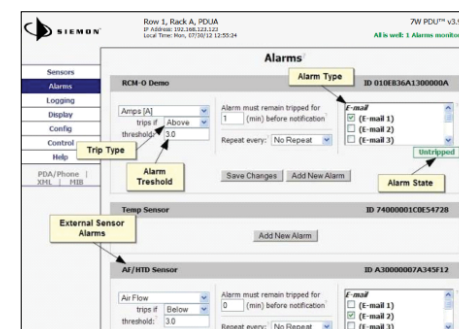 SIEMON
Row 1, Rack A, PDUA
IP Address: 192.168.123.123
Local Time: Mon, 07/30/12 12:55:24
7W PDU™ v3.9
All is well: 1 Alarms monitor
Alarms
Sensors
Alarms
Logging
Display
Config
Control
Help
PDA/Phone |
XML | MIB
RCM-O Demo
Alarm Type
ID 010EB36A1300000A
Amps [A]
trips if Above
threshold: 3.0
Alarm must remain tripped for
1 (min) before notification
Repeat every: No Repeat
E-mail
(E-mail 1)
(E-mail 2)
(E-mail 3)
Untripped
Trip Type
Alarm
Treshold
Save Changes
Add New Alarm
Alarm State
External Sensor
Alarms
Temp Sensor
ID 74000001C0E54728
Add New Alarm
AF/HTD Sensor
ID A30000007A345F12
Air Flow
trips if Below
threshold: 3.0
Alarm must remain tripped for
0 (min) before notification
Repeat every: No Repeat
E-mail
(E-mail 1)
(E-mail 2)
(E-mail 3)